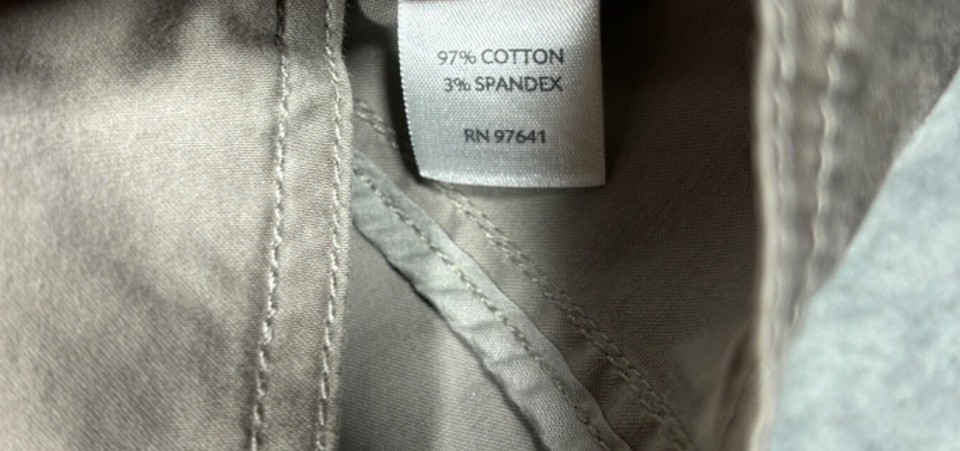 97% COTTON
3% SPANDEX
RN 97641